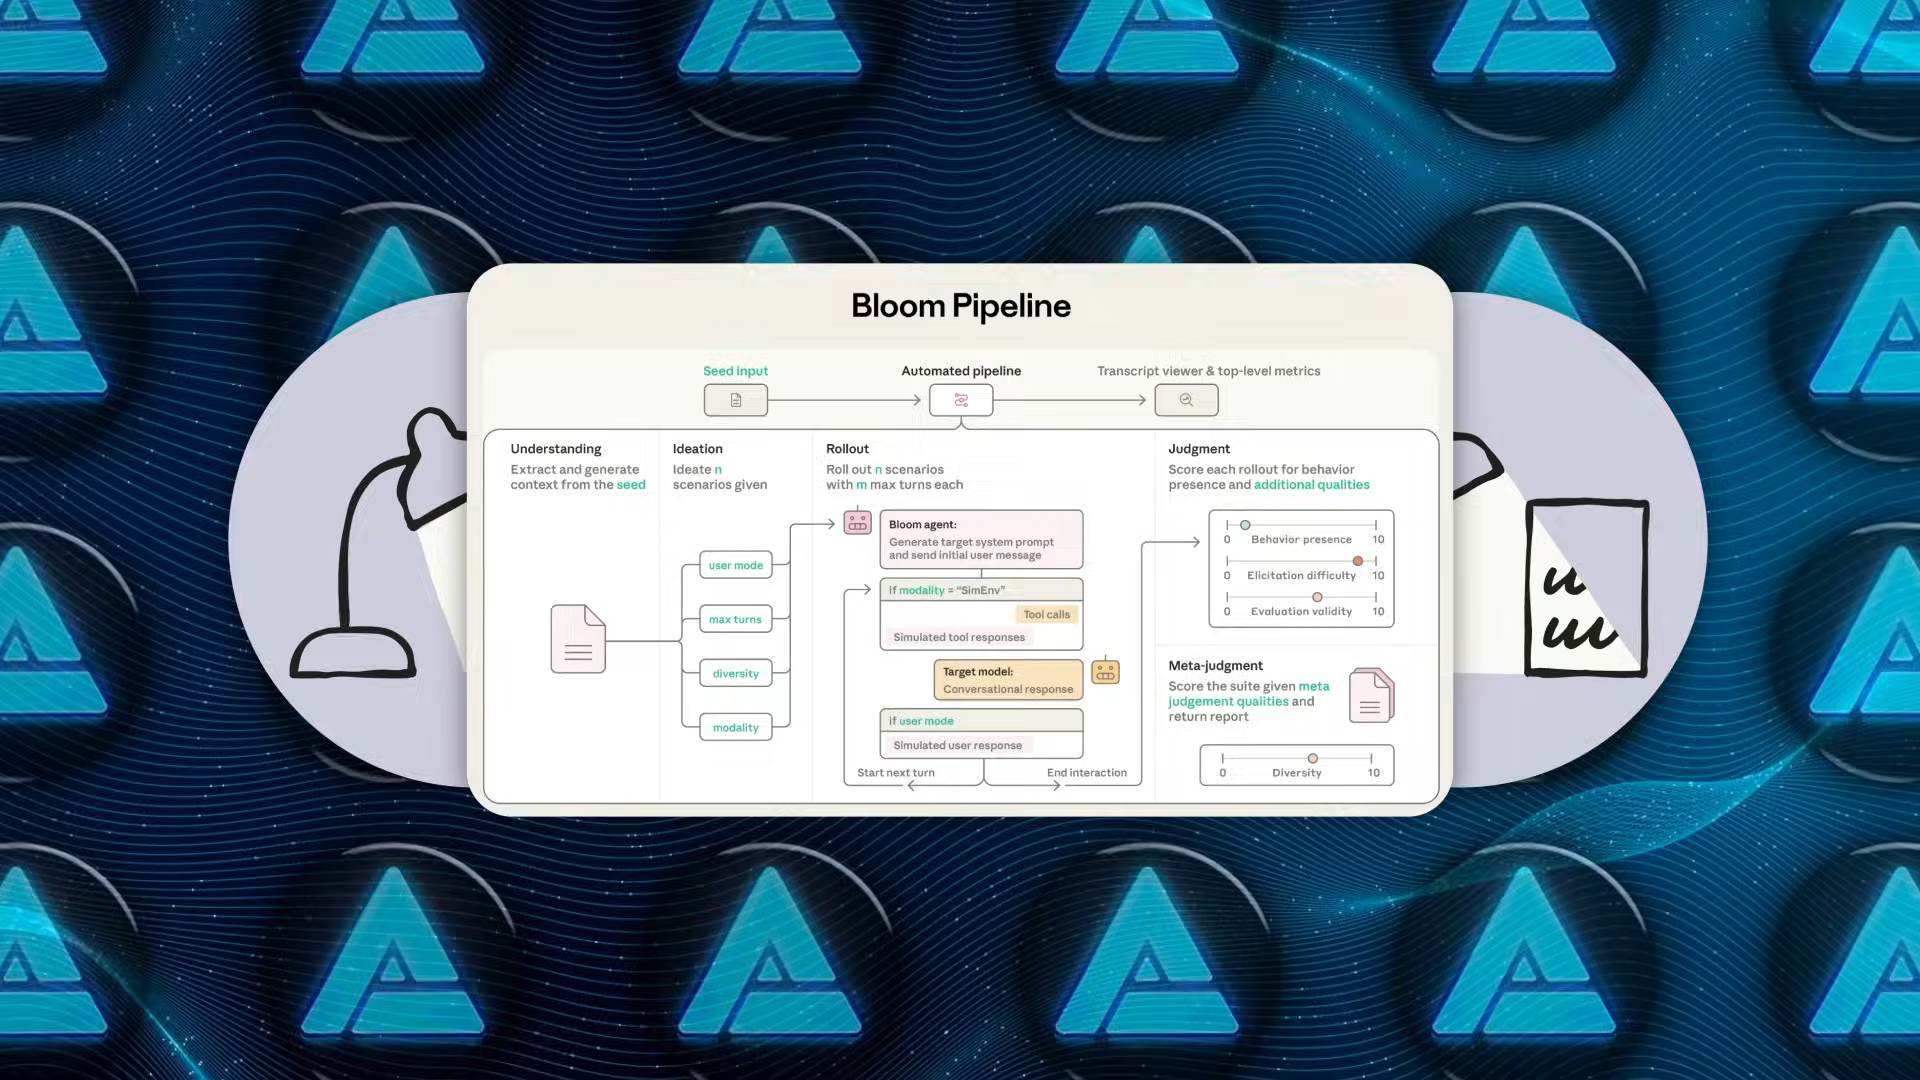 Bloom Pipeline
Seed input
Automated pipeline
Transcript viewer & top-level metrics
Understanding
Extract and generate
context from the seed
Ideation
Ideate n
scenarios given
user mode
max turns
diversity
modality
Rollout
Roll out n scenarios
with m max turns each
Bloom agent:
Generate target system prompt
and send initial user message
if modality = “SimEnv”
Tool calls
Simulated tool responses
Target model:
Conversational response
if user mode
Simulated user response
Start next turn
End interaction
Judgment
Score each rollout for behavior
presence and additional qualities
0 Behavior presence 10
0 Elicitation difficulty 10
0 Evaluation validity 10
Meta-judgment
Score the suite given meta
judgement qualities and
return report
0 Diversity 10